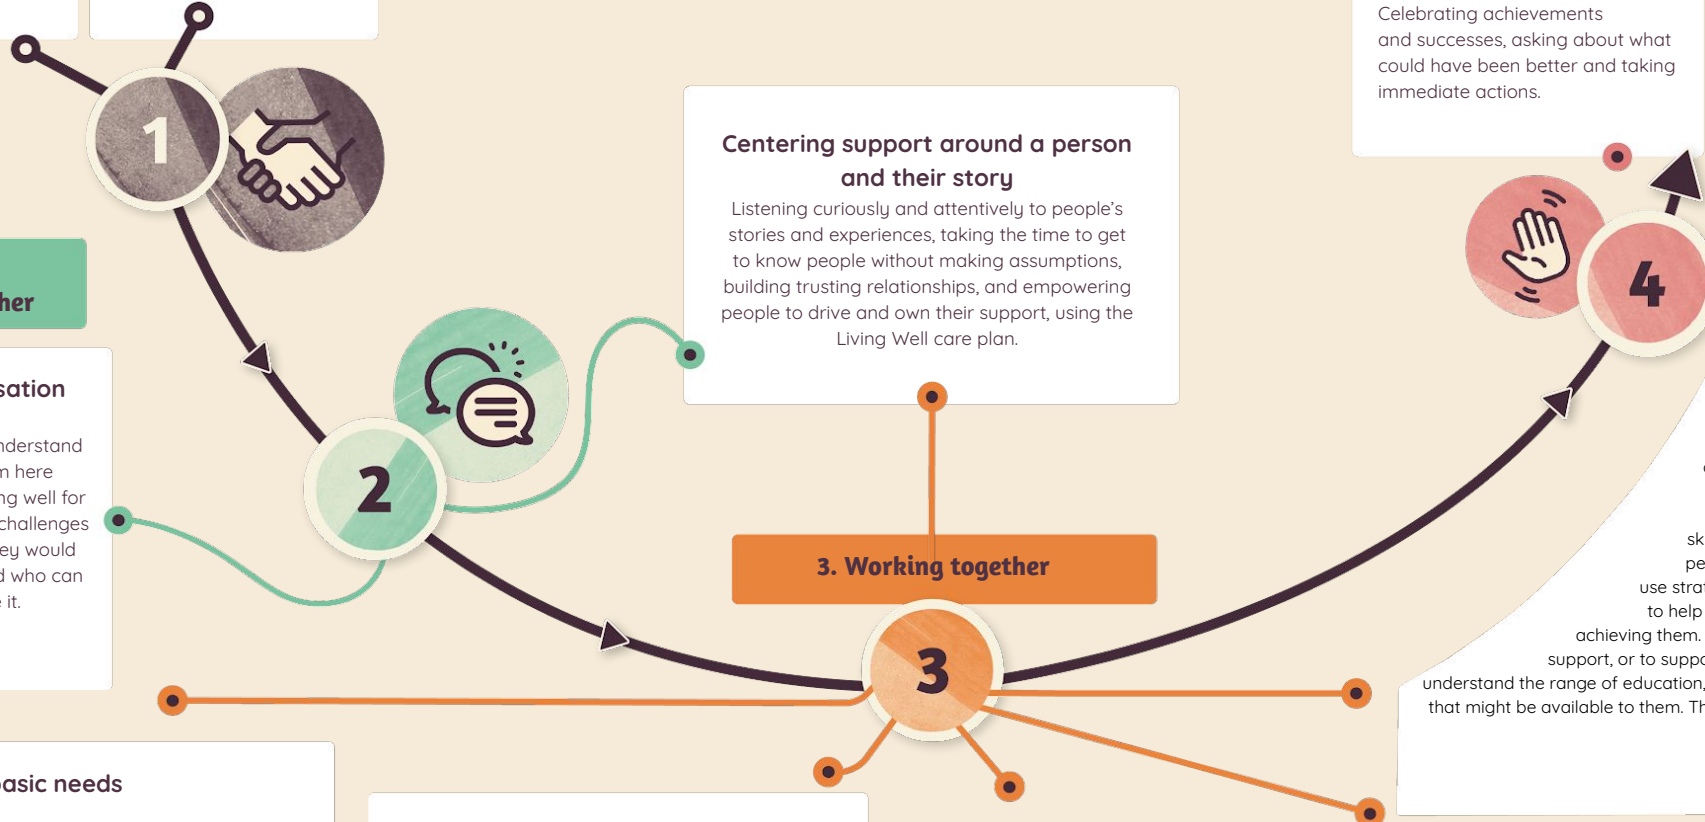 Celebrating achievements
and successes, asking about what
could have been better and taking
immediate actions.
1
Centering support around a person
and their story
Listening curiously and attentively to people's
stories and experiences, taking the time to get
to know people without making assumptions,
building trusting relationships, and empowering
people to drive and own their support, using the
Living Well care plan.
4
her
sation
nderstand
m here
ng well for
challenges
ey would
d who can
e it.
2
3. Working together
3
sk
pe
use strat
to help
achieving them.
support, or to suppo
understand the range of education,
that might be available to them. Th
basic needs